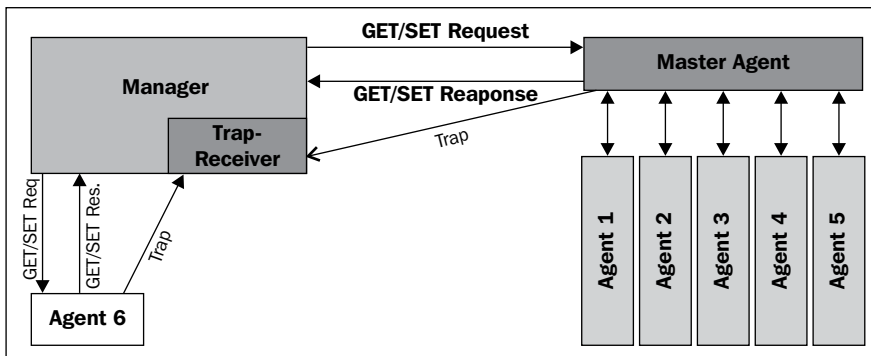 GET/SET Request
Manager
Master Agent
GET/SET Reaponse
Trap-
Receiver
Trap
GET/SET Req
GET/SET Res.
Trap
Agent 1
Agent 2
Agent 3
Agent 4
Agent 5
Agent 6